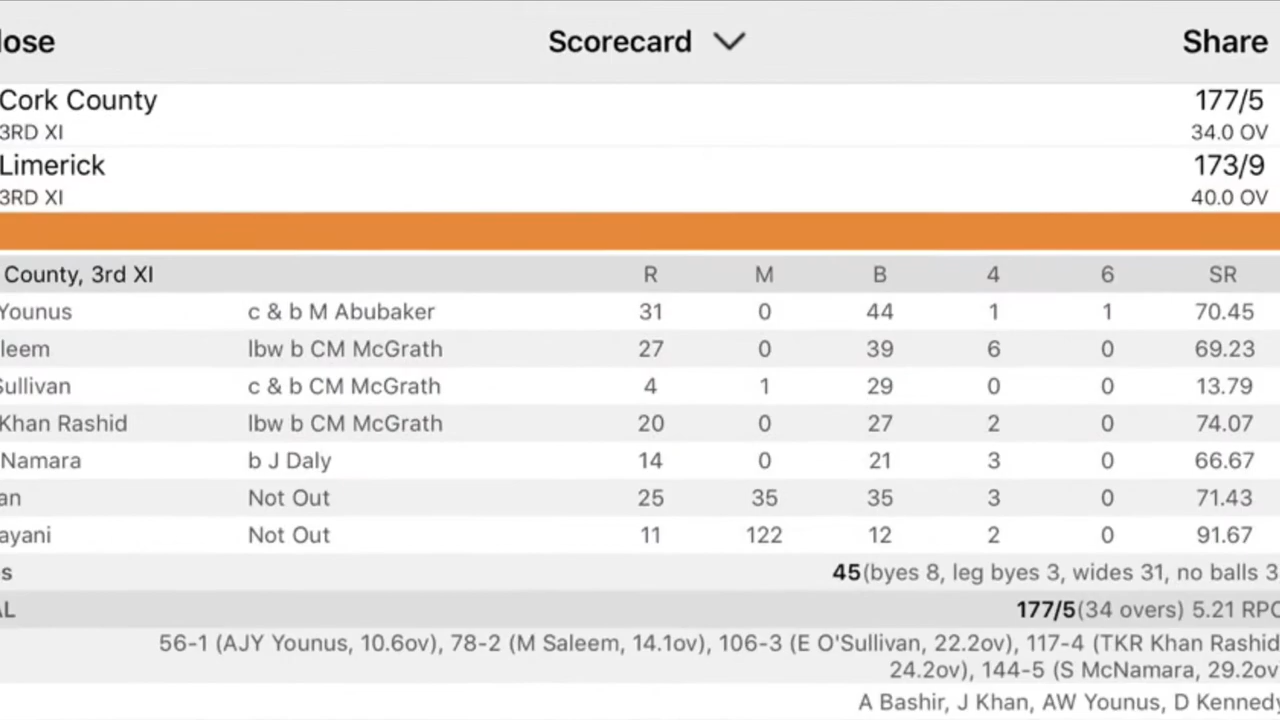 lose Scorecard Share
Cork County 177/5
3RD XI 34.0 OV
Limerick 173/9
3RD XI 40.0 OV
County, 3rd XI R M B 4 6 SR
Younus c & b M Abubaker 31 0 44 1 1 70.45
leem lbw b CM McGrath 27 0 39 6 0 69.23
Sullivan c & b CM McGrath 4 1 29 0 0 13.79
Khan Rashid lbw b CM McGrath 20 0 27 2 0 74.07
Namara b J Daly 14 0 21 3 0 66.67
an Not Out 25 35 35 3 0 71.43
ayani Not Out 11 122 12 2 0 91.67
s 45(byes 8, leg byes 3, wides 31, no balls 3
AL 177/5(34 overs) 5.21 RPO
56-1 (AJY Younus, 10.6ov), 78-2 (M Saleem, 14.1ov), 106-3 (E O'Sullivan, 22.2ov), 117-4 (TKR Khan Rashid
24.2ov), 144-5 (S McNamara, 29.2ov
A Bashir, J Khan, AW Younus, D Kennedy